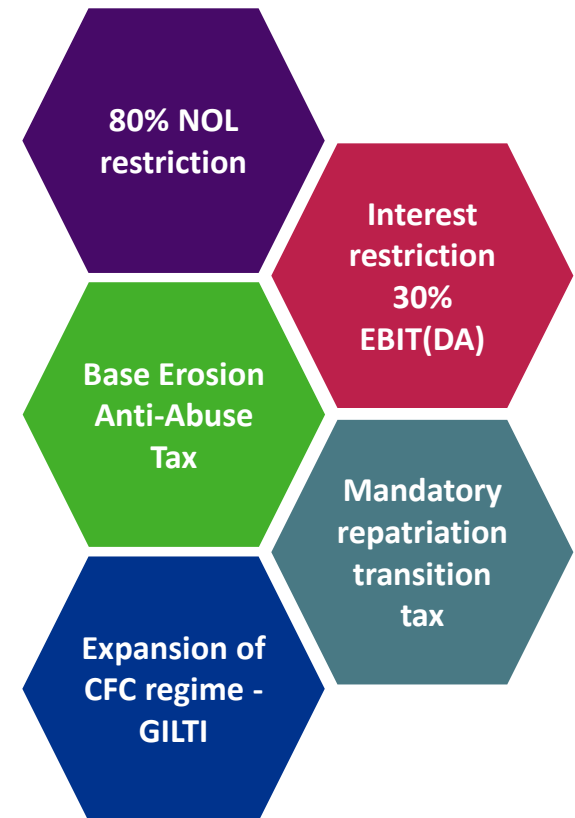 80% NOL
restriction
Interest
restriction
30%
EBIT(DA)
Base Erosion
Anti-Abuse
Tax
Mandatory
repatriation
transition
tax
Expansion of
CFC regime -
GILTI